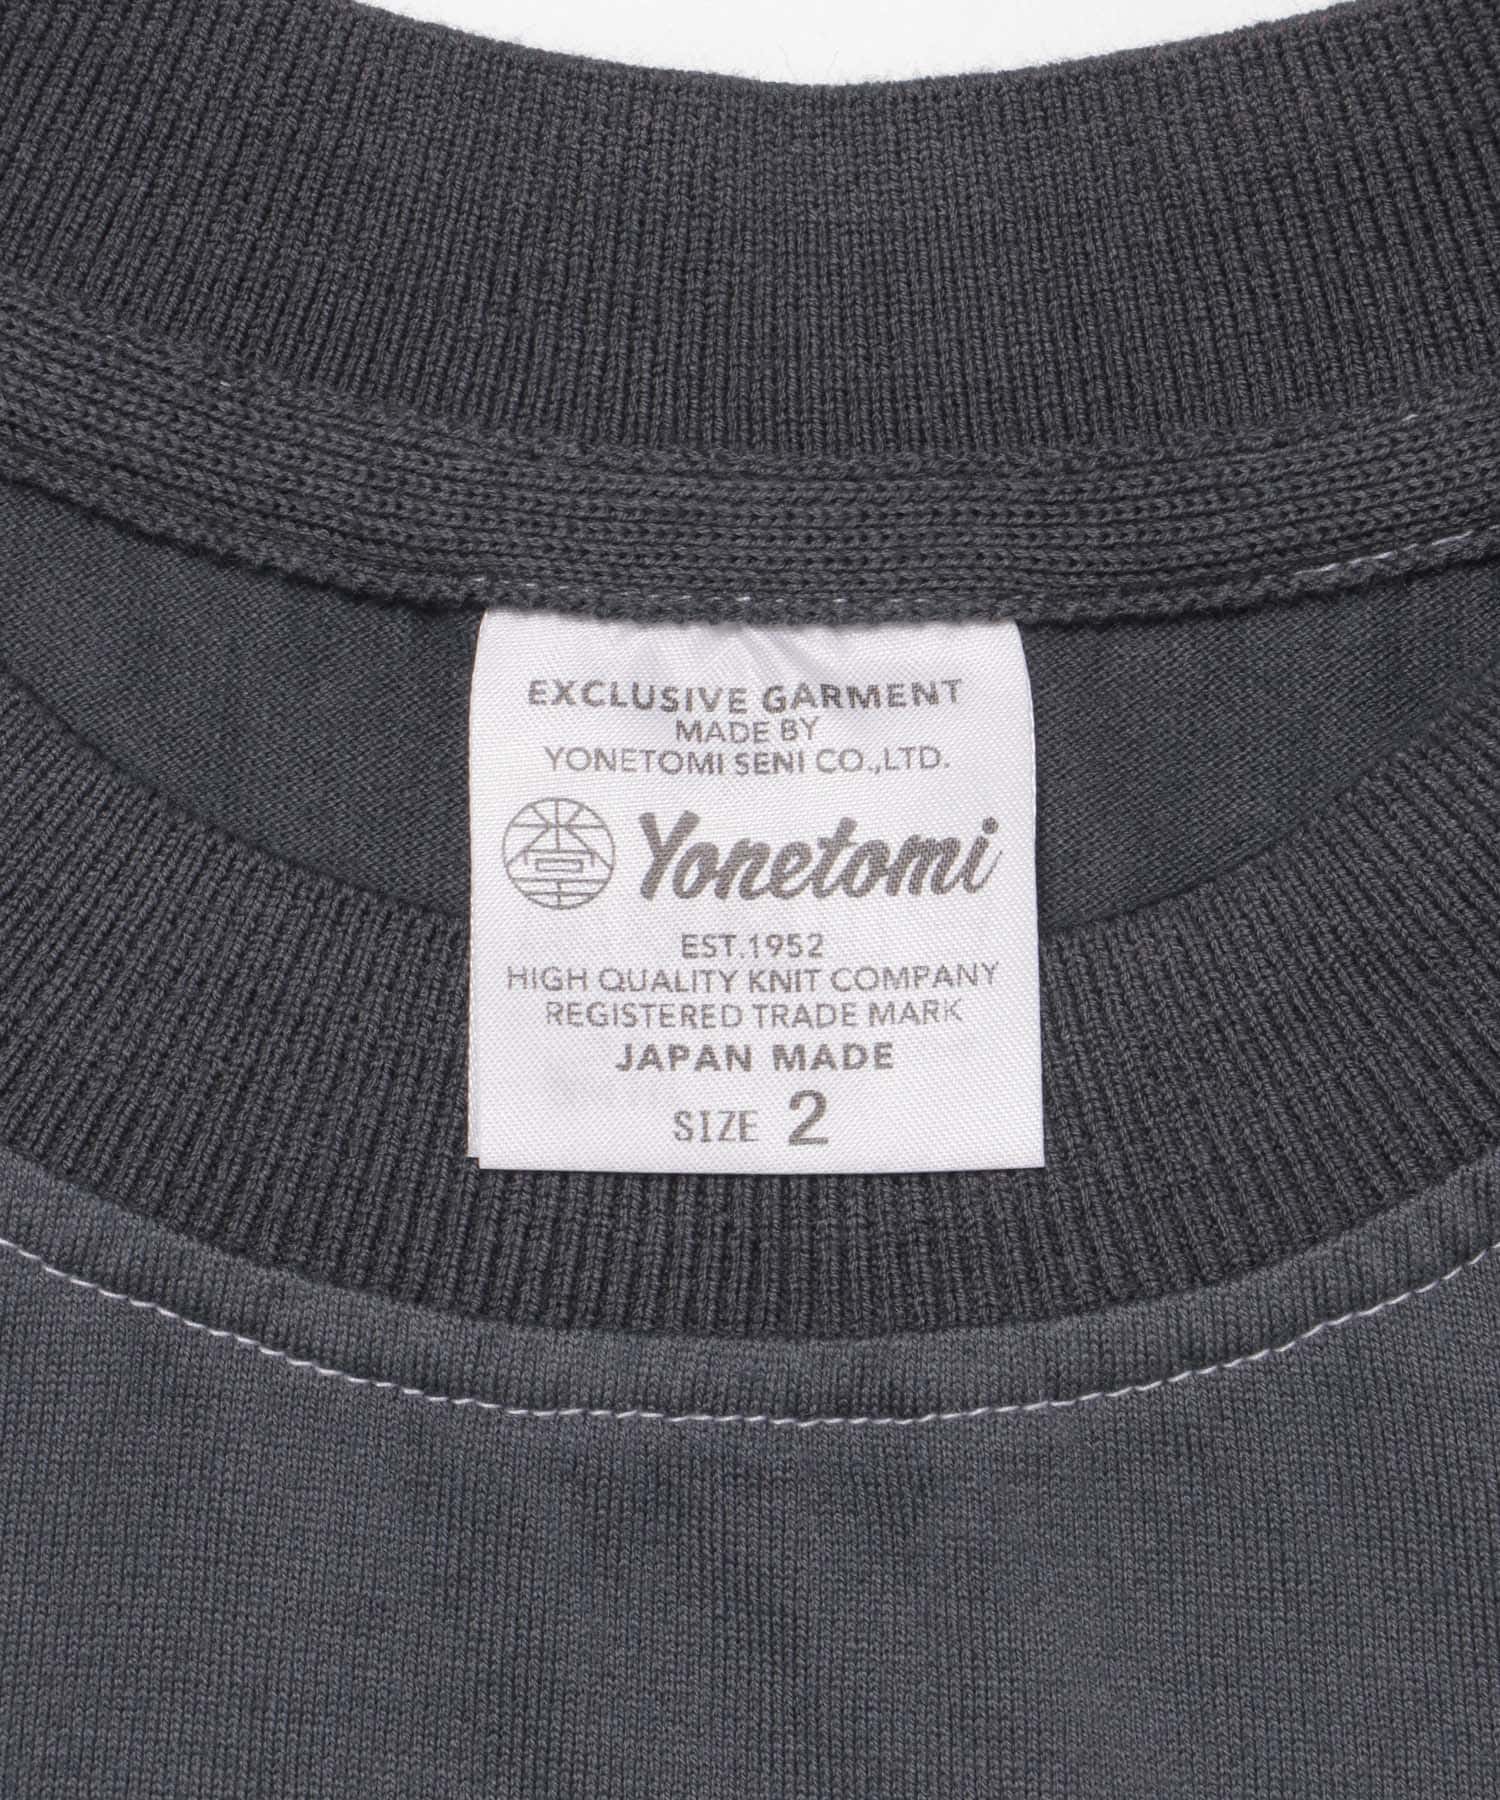 EXCLUSIVE GARMENT
MADE BY
YONETOMI SENI CO.,LTD.
Yonetomi
EST.1952
HIGH QUALITY KNIT COMPANY
REGISTERED TRADE MARK
JAPAN MADE
SIZE 2